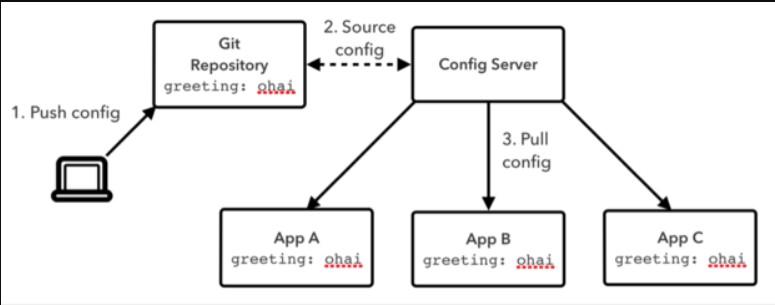 1. Push config
Git
Repository
greeting: ohai
2. Source
config
Config Server
3. Pull
config
App A
greeting: ohai
App B
greeting: ohai
App C
greeting: ohai